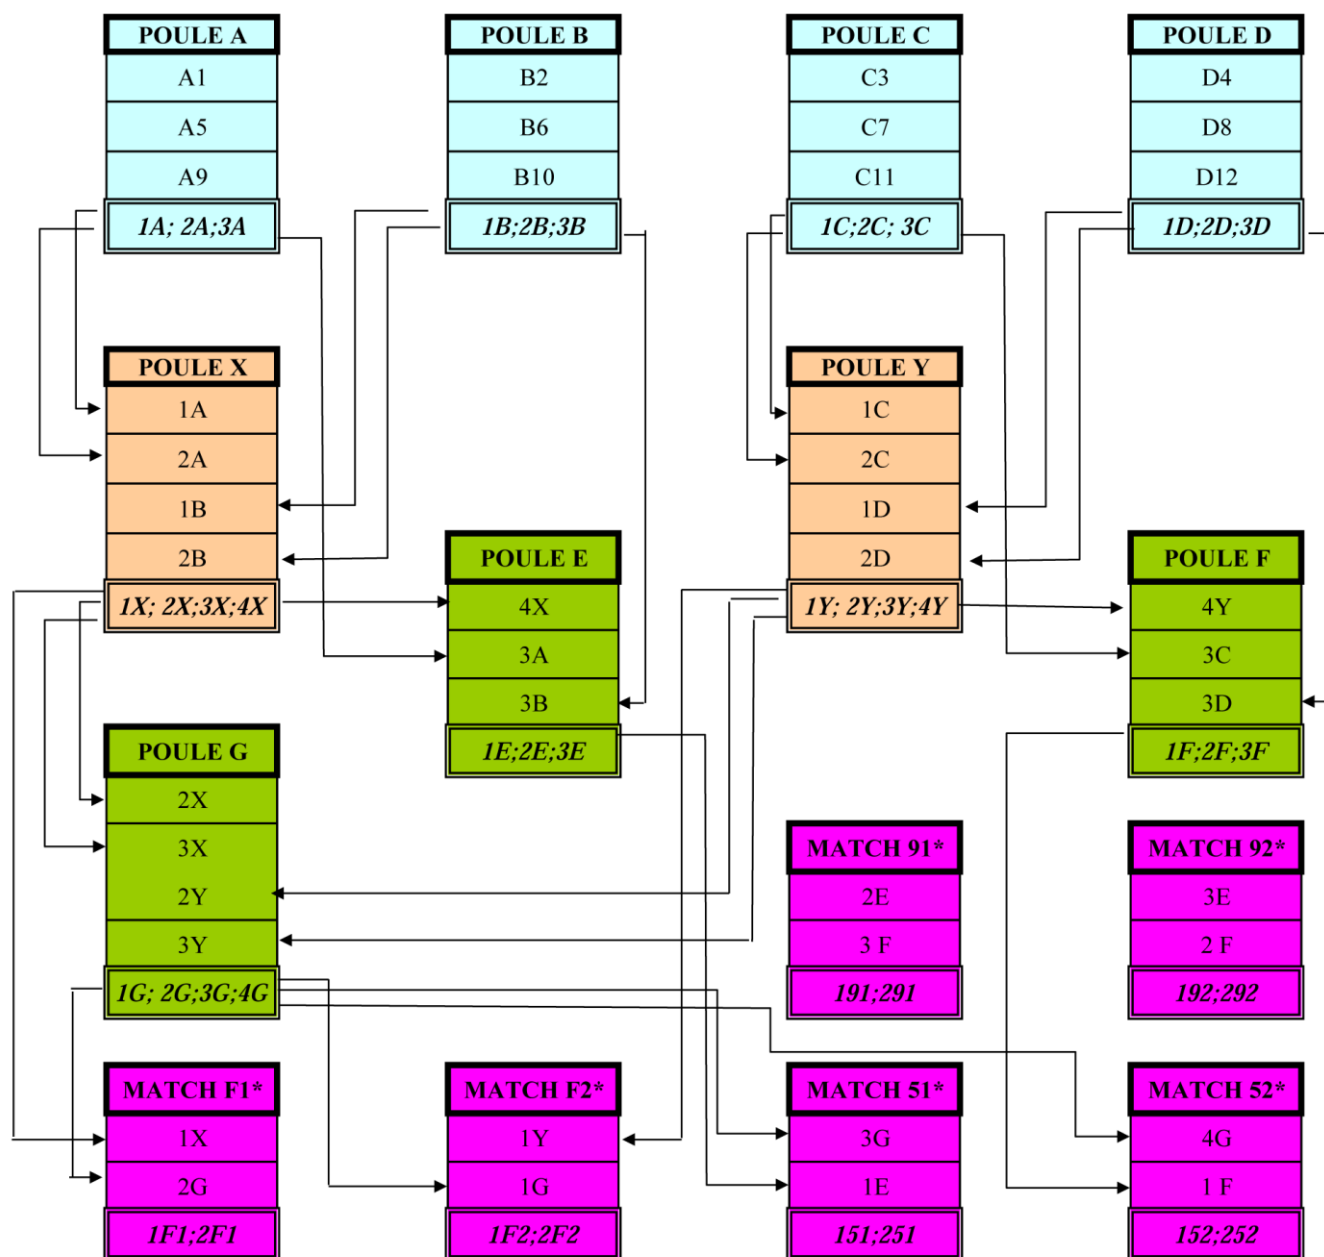 POULE A
A1
A5
A9
1A; 2A;3A
POULE B
B2
B6
B10
1B;2B;3B
POULE C
C3
C7
C11
1C;2C; 3C
POULE D
D4
D8
D12
1D;2D;3D
POULE X
1A
2A
1B
2B
1X; 2X;3X;4X
POULE Y
1C
2C
1D
2D
1Y; 2Y;3Y;4Y
POULE E
4X
3A
3B
1E;2E;3E
POULE F
4Y
3C
3D
1F;2F;3F
POULE G
2X
3X
2Y
3Y
1G; 2G;3G;4G
MATCH 91*
2E
3 F
191;291
MATCH 92*
3E
2 F
192;292
MATCH F1*
1X
2G
1F1;2F1
MATCH F2*
1Y
1G
1F2;2F2
MATCH 51*
3G
1E
151;251
MATCH 52*
4G
1 F
152;252